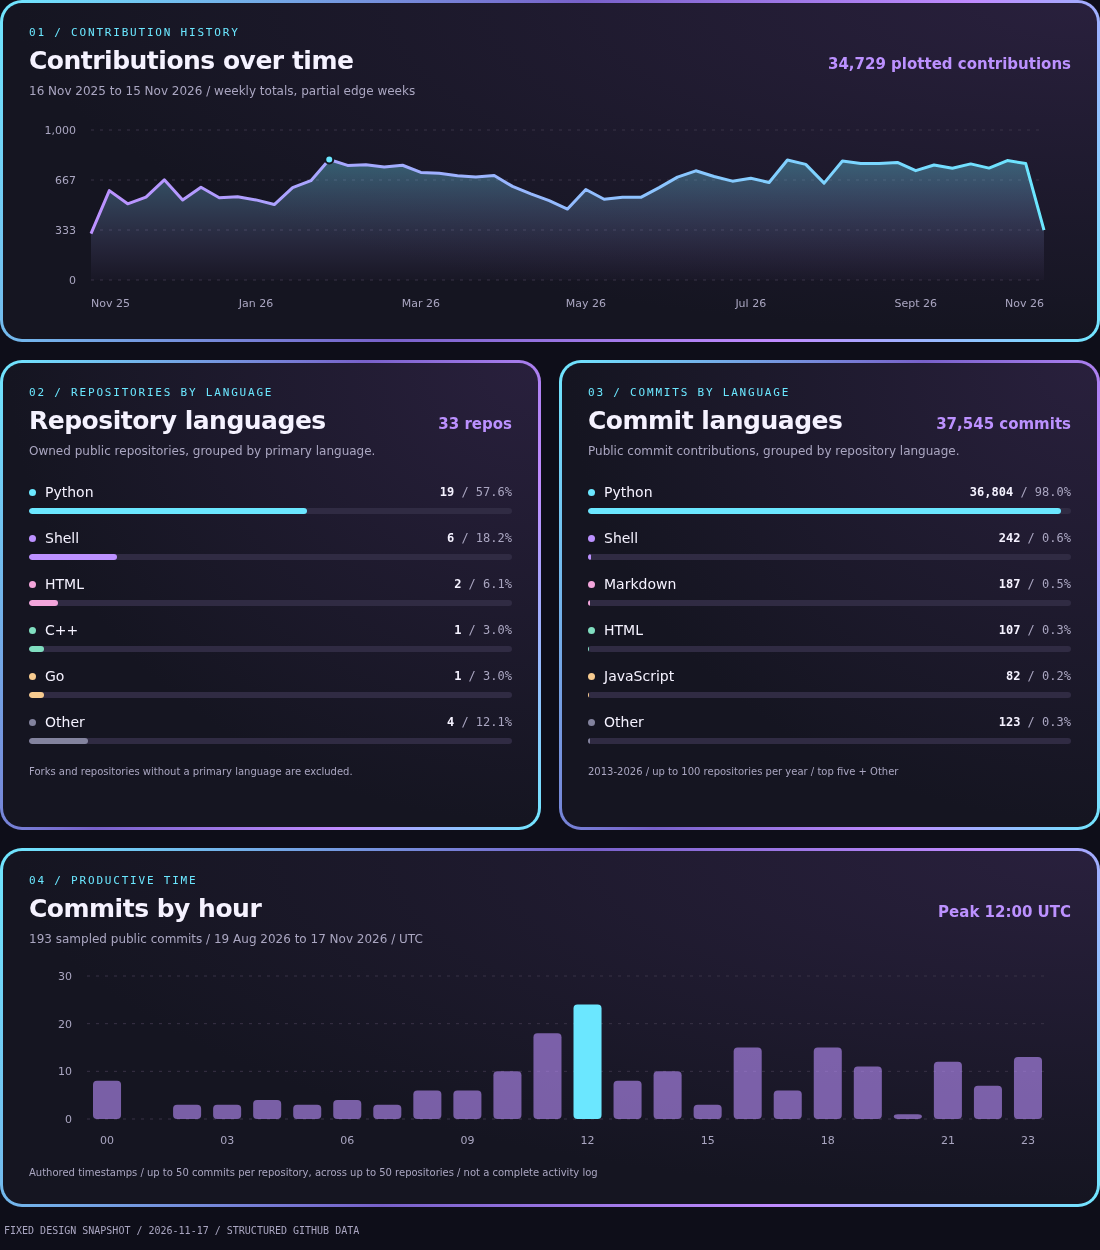 01 / CONTRIBUTION HISTORY
Contributions over time
34,729 plotted contributions
16 Nov 2025 to 15 Nov 2026 / weekly totals, partial edge weeks
1,000
667
333
0
Nov 25 Jan 26 Mar 26 May 26 Jul 26 Sept 26 Nov 26
02 / REPOSITORIES BY LANGUAGE
Repository languages
33 repos
Owned public repositories, grouped by primary language.
Python 19 / 57.6%
Shell 6 / 18.2%
HTML 2 / 6.1%
C++ 1 / 3.0%
Go 1 / 3.0%
Other 4 / 12.1%
Forks and repositories without a primary language are excluded.
03 / COMMITS BY LANGUAGE
Commit languages
37,545 commits
Public commit contributions, grouped by repository language.
Python 36,804 / 98.0%
Shell 242 / 0.6%
Markdown 187 / 0.5%
HTML 107 / 0.3%
JavaScript 82 / 0.2%
Other 123 / 0.3%
2013-2026 / up to 100 repositories per year / top five + Other
04 / PRODUCTIVE TIME
Commits by hour
Peak 12:00 UTC
193 sampled public commits / 19 Aug 2026 to 17 Nov 2026 / UTC
30
20
10
0
00 03 06 09 12 15 18 21 23
Authored timestamps / up to 50 commits per repository, across up to 50 repositories / not a complete activity log
FIXED DESIGN SNAPSHOT / 2026-11-17 / STRUCTURED GITHUB DATA